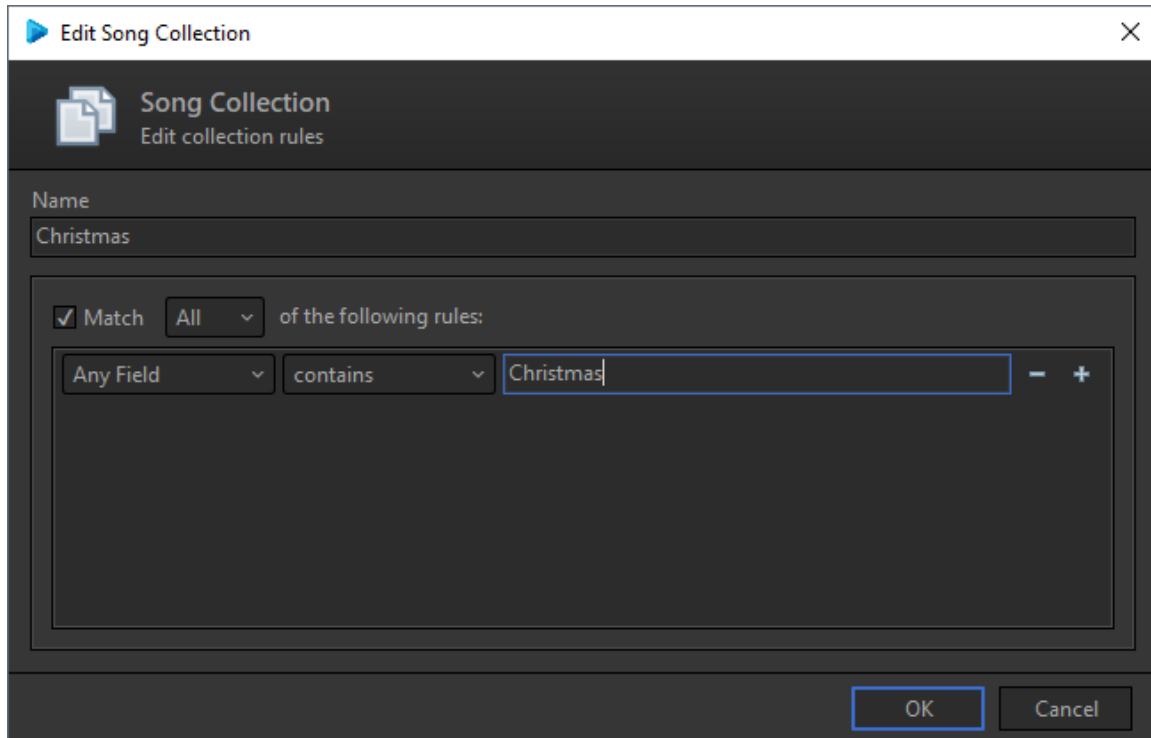 Edit Song Collection
Song Collection
Edit collection rules
Name
Christmas
Match All of the following rules:
Any Field contains Christmas
OK Cancel